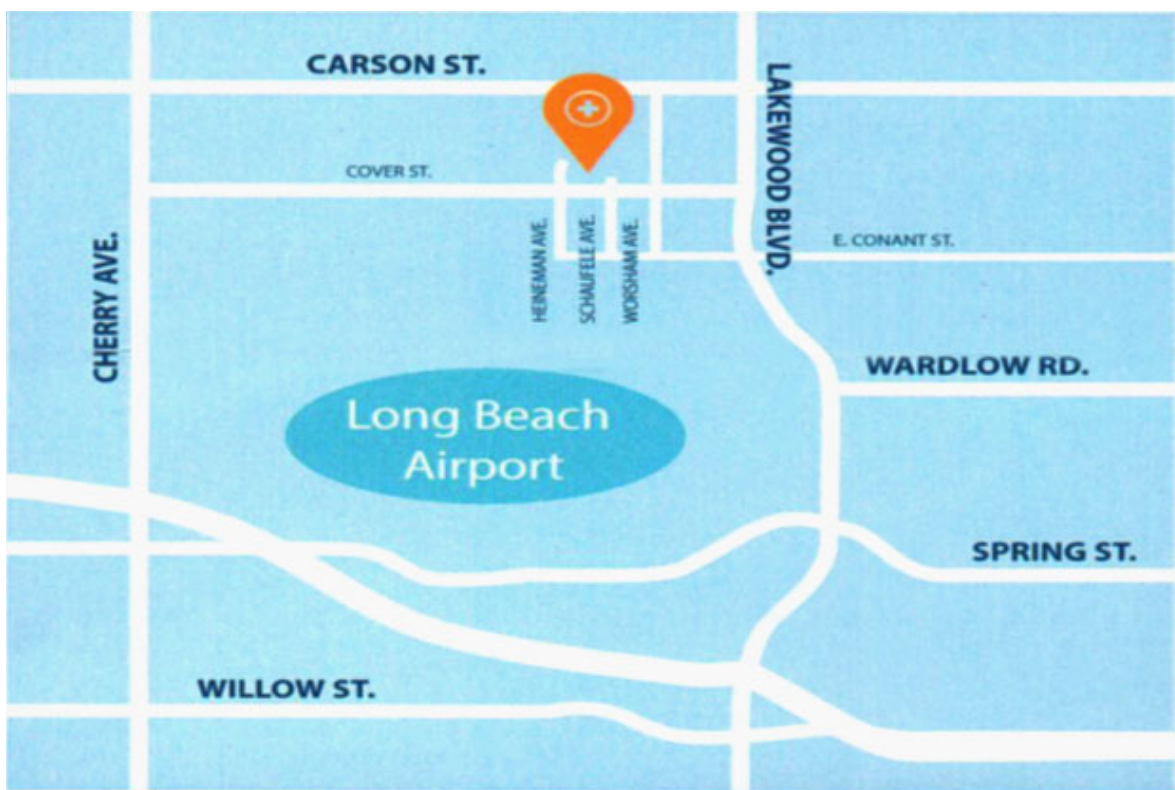 CARSON ST.
LAKEWOOD BLVD.
COVER ST.
HEINEMAN AVE.
SCHAUFELE AVE.
WORSHAM AVE.
E. CONANT ST.
CHERRY AVE.
WARDLOW RD.
Long Beach
Airport
SPRING ST.
WILLOW ST.